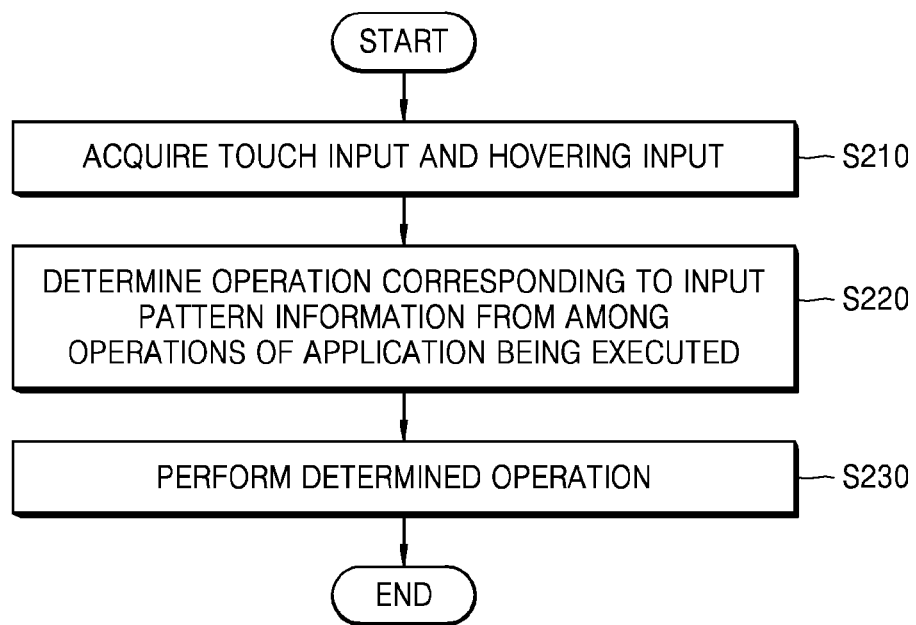 START
ACQUIRE TOUCH INPUT AND HOVERING INPUT
S210
DETERMINE OPERATION CORRESPONDING TO INPUT
PATTERN INFORMATION FROM AMONG
OPERATIONS OF APPLICATION BEING EXECUTED
S220
PERFORM DETERMINED OPERATION
S230
END